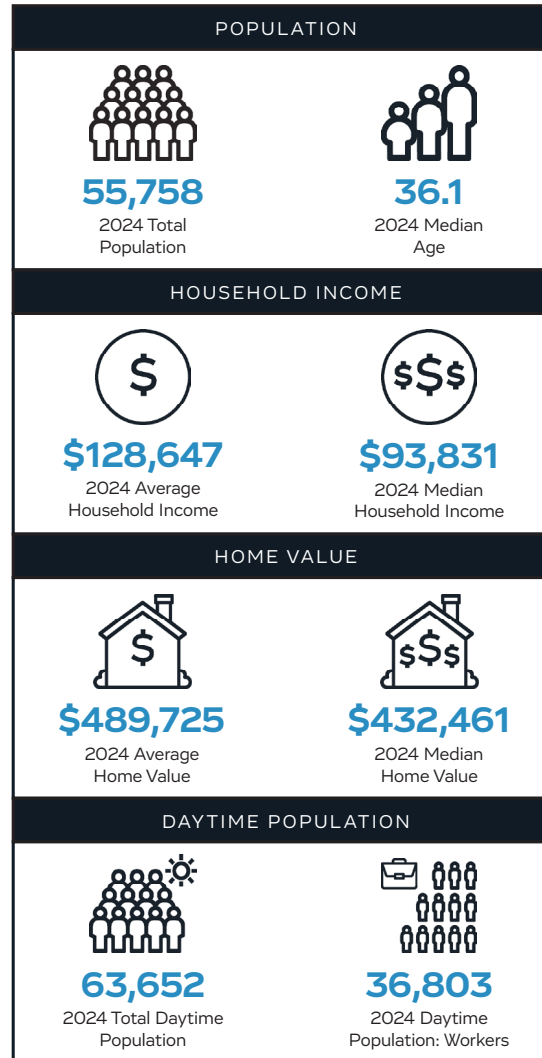 POPULATION
55,758
2024 Total
Population
36.1
2024 Median
Age
HOUSEHOLD INCOME
$
$128,647
2024 Average
Household Income
$$$
$93,831
2024 Median
Household Income
HOME VALUE
$
$489,725
2024 Average
Home Value
$$$
$432,461
2024 Median
Home Value
DAYTIME POPULATION
63,652
2024 Total Daytime
Population
36,803
2024 Daytime
Population: Workers